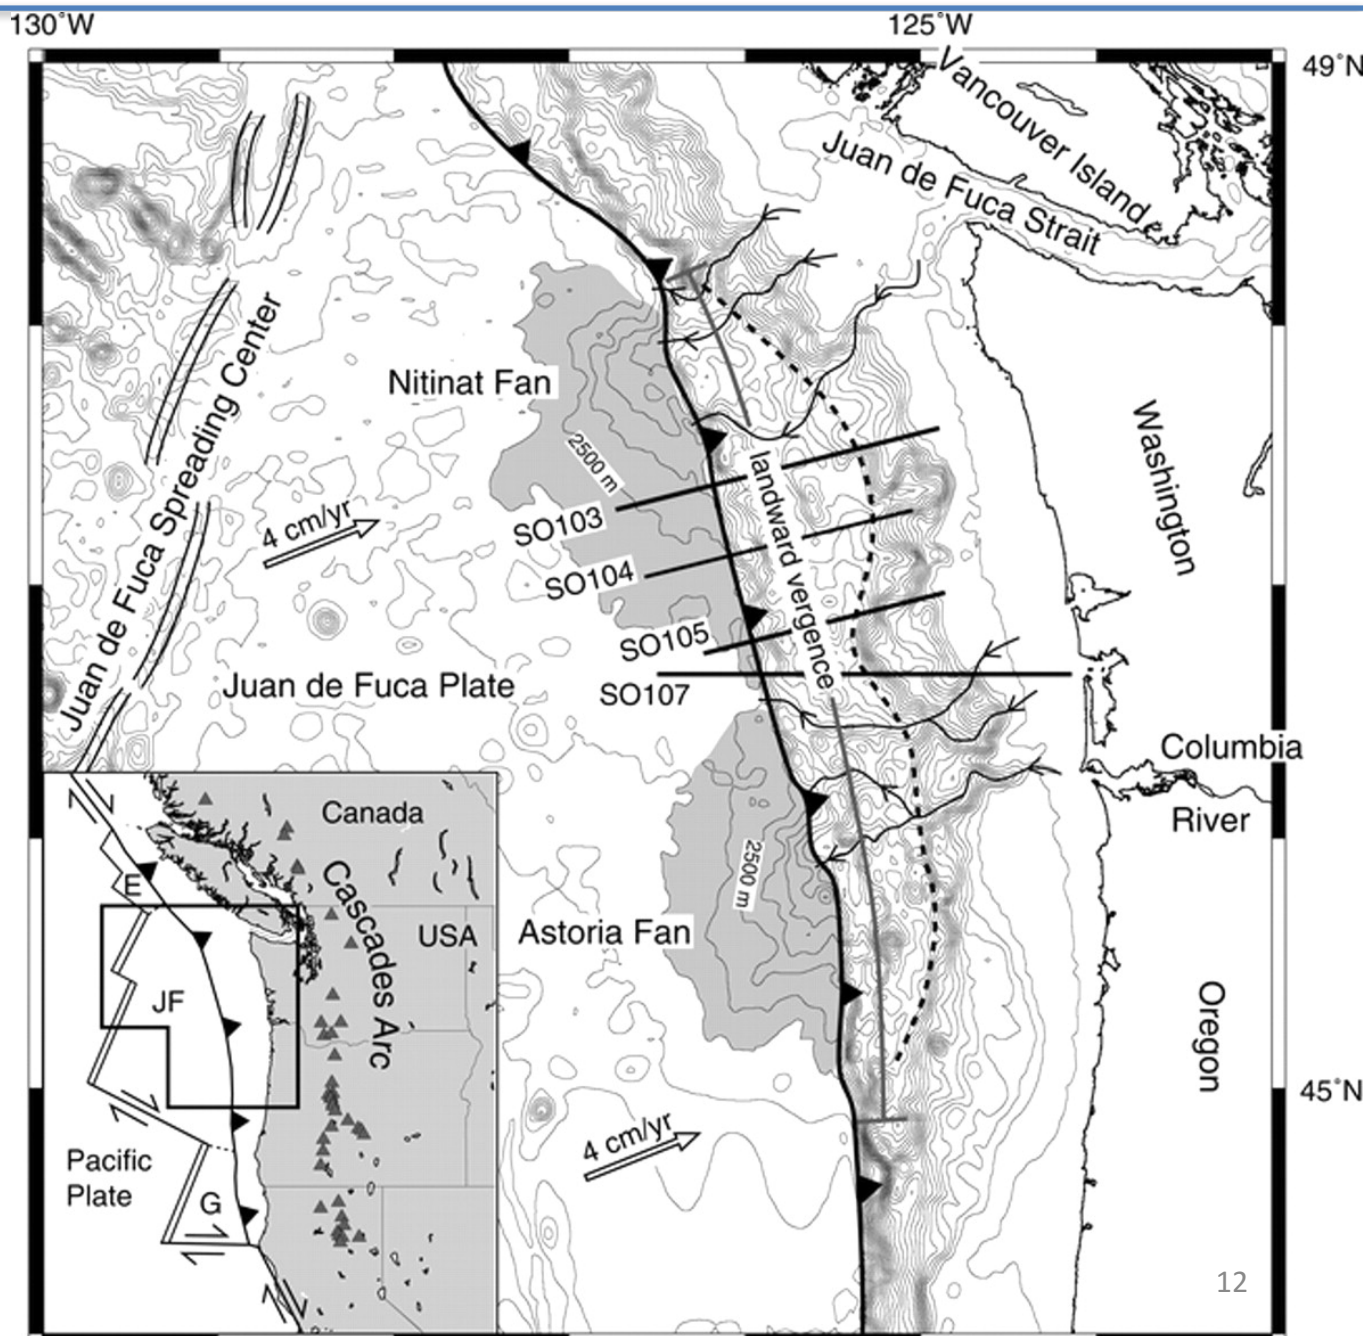 130˚W
125˚W
49˚N
Vancouver Island
Juan de Fuca Strait
Juan de Fuca Spreading Center
Nitinat Fan
2500 m
4 cm/yr
Washington
SO103
SO104
SO105
SO107
landward vergence
Juan de Fuca Plate
Columbia
River
Canada
Cascades Arc
USA
E
JF
Astoria Fan
2500 m
Oregon
45˚N
4 cm/yr
Pacific
Plate
G
12